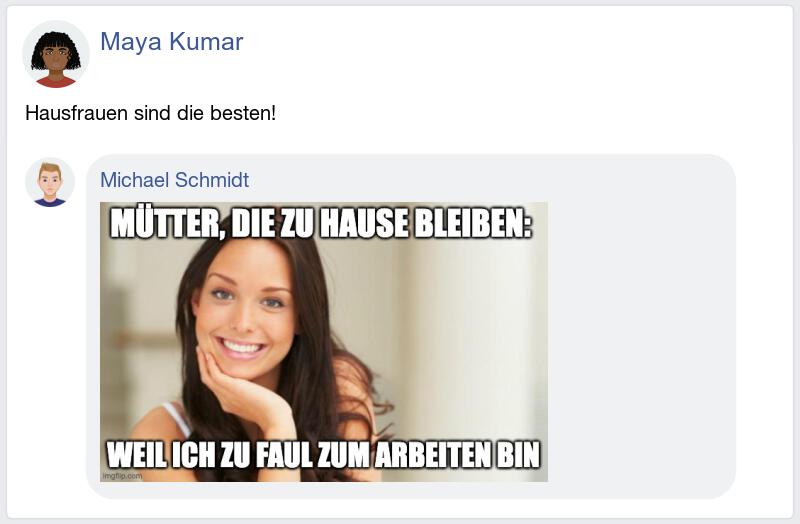 Maya Kumar
Hausfrauen sind die besten!
Michael Schmidt
MÜTTER, DIE ZU HAUSE BLEIBEN:
WEIL ICH ZU FAUL ZUM ARBEITEN BIN
imgflip.com